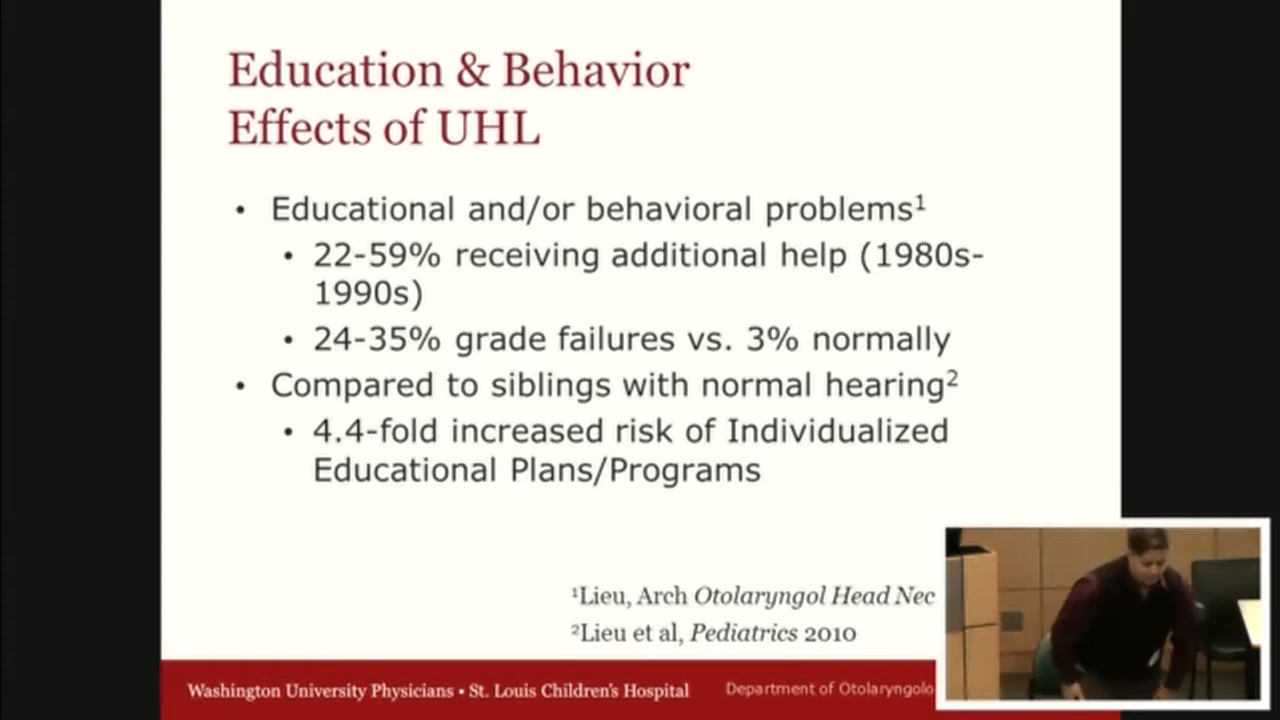 Education & Behavior
Effects of UHL
• Educational and/or behavioral problems¹
• 22-59% receiving additional help (1980s-
1990s)
• 24-35% grade failures vs. 3% normally
• Compared to siblings with normal hearing²
• 4.4-fold increased risk of Individualized
Educational Plans/Programs
¹Lieu, Arch Otolaryngol Head Nec
²Lieu et al, Pediatrics 2010
Washington University Physicians • St. Louis Children's Hospital
Department of Otolaryngolo